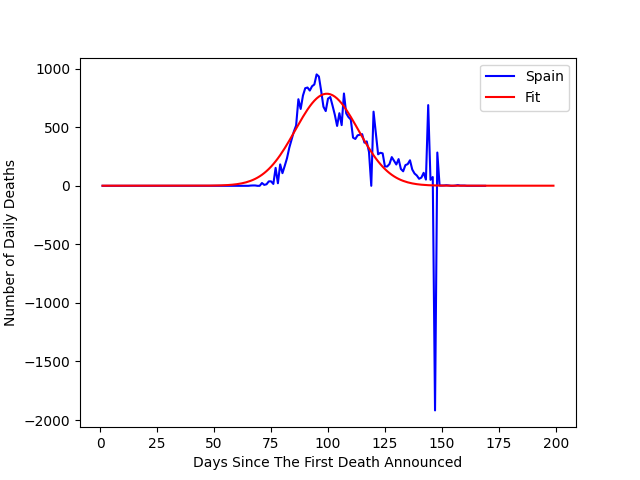 Spain
Fit
1000
500
0
−500
−1000
−1500
−2000
Number of Daily Deaths
0 25 50 75 100 125 150 175 200
Days Since The First Death Announced